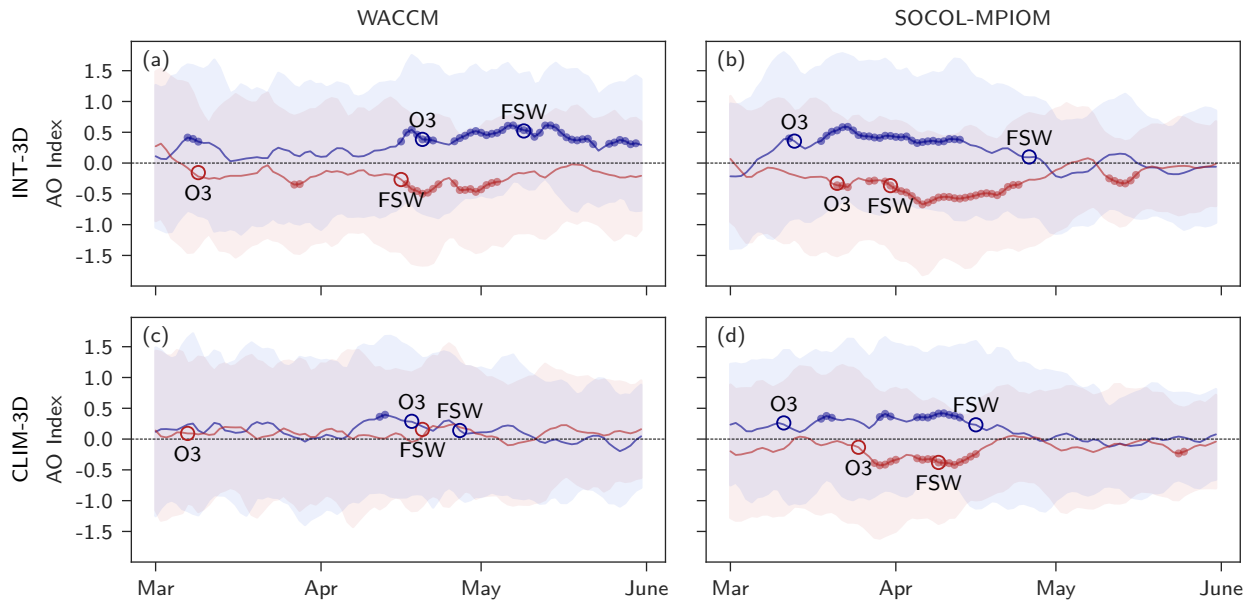 WACCM
SOCOL-MPIOM
INT-3D
AO Index
1.5
1.0
0.5
0.0
-0.5
-1.0
-1.5
(a)
O3
FSW
O3
FSW
Mar
Apr
May
June
(b)
O3
FSW
O3
FSW
CLIM-3D
AO Index
1.5
1.0
0.5
0.0
-0.5
-1.0
-1.5
(c)
O3
FSW
O3
FSW
(d)
O3
FSW
O3
FSW
Mar
Apr
May
June